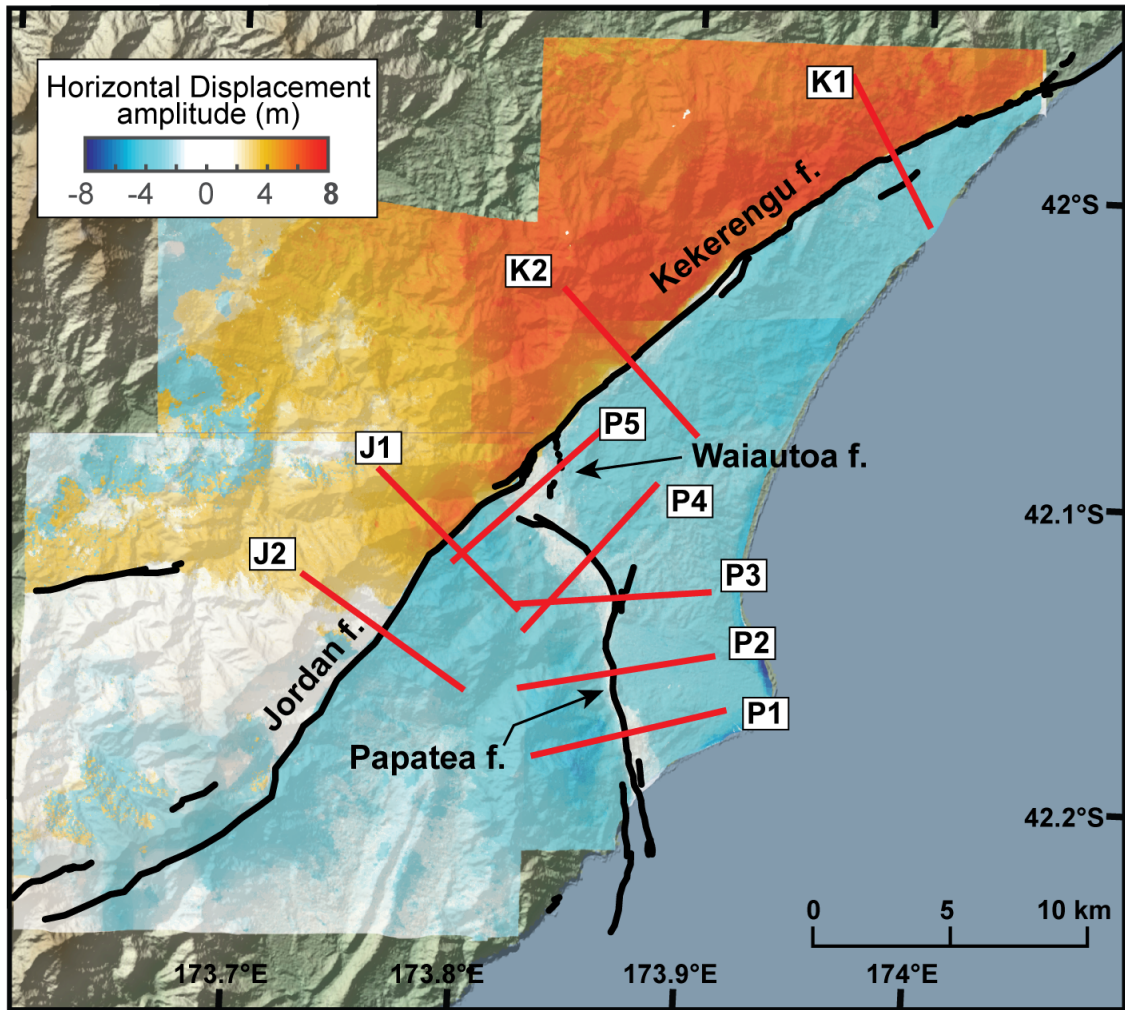 Horizontal Displacement
amplitude (m)
-8 -4 0 4 8
K1
Kekerengu f.
42°S
K2
P5
J1
Waiautoa f.
P4
42.1°S
J2
P3
Jordan f.
P2
P1
Papatea f.
42.2°S
0 5 10 km
173.7°E 173.8°E 173.9°E 174°E